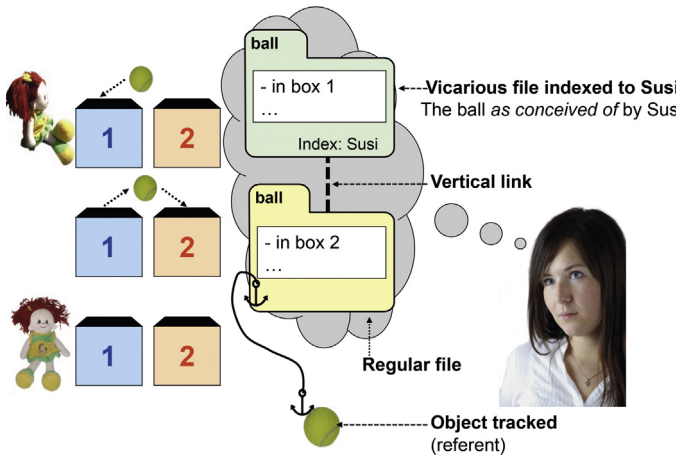 ball
- in box 1
...
Index: Susi
Vicarious file indexed to Susi
The ball as conceived of by Sus
1 2
Vertical link
1 2
ball
- in box 2
...
1 2
Regular file
Object tracked
(referent)